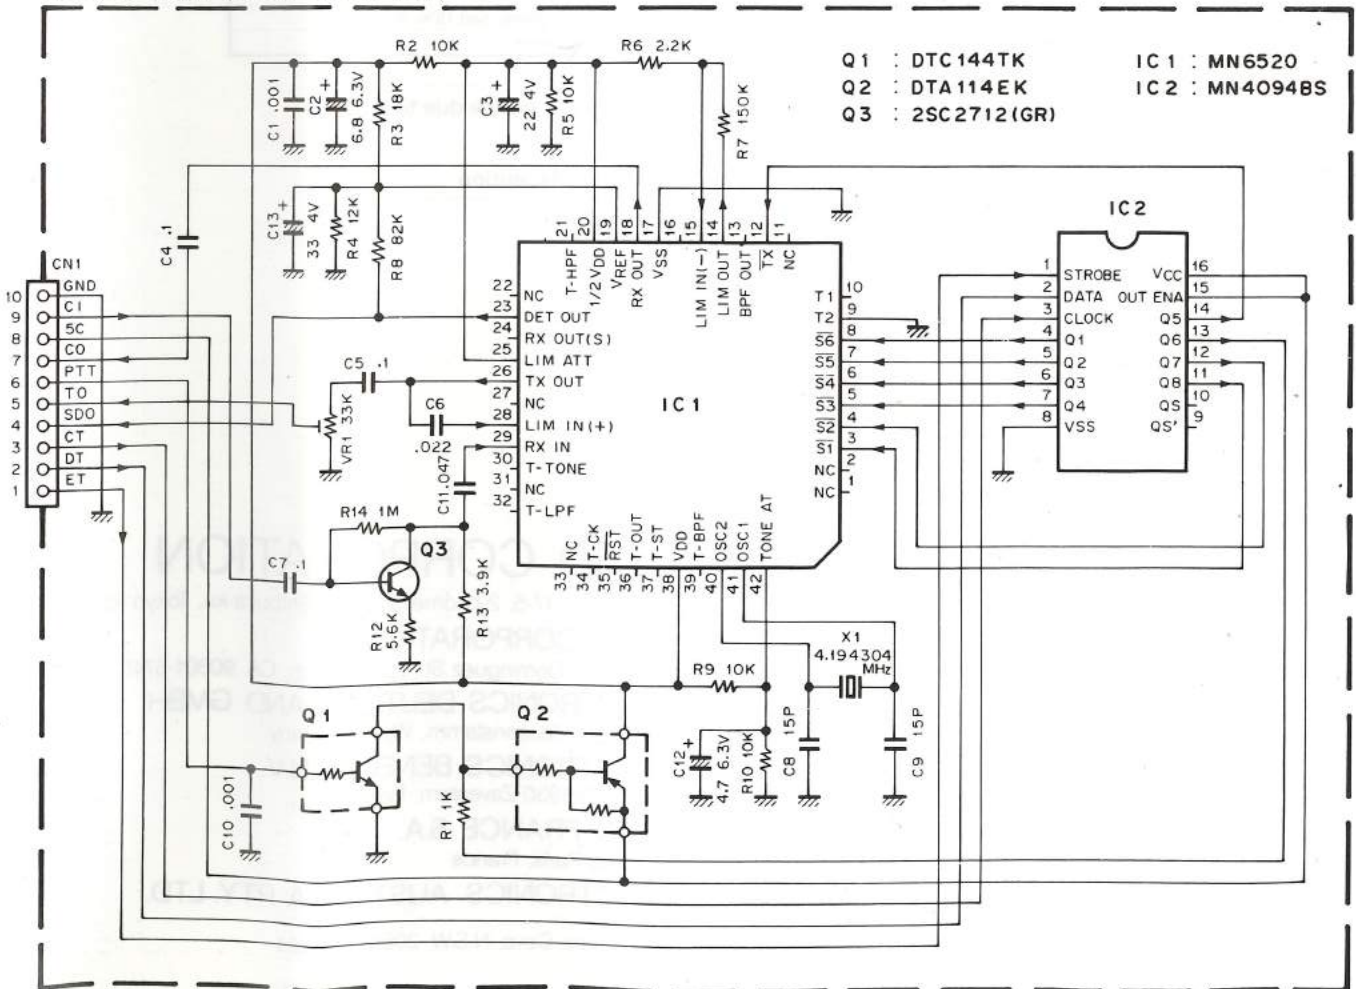 R2 10K
R6 2.2K
Q1 : DTC144TK
IC1 : MN6520
Q2 : DTA114EK
IC2 : MN4094BS
Q3 : 2SC2712(GR)
C1 .001
C2 6.8 6.3V
R3 18K
C3 22 4V
R5 10K
R7 150K
C4 .1
C13 33 4V
R4 12K
R8 82K
CN1
10 GND
9 CI
8 5C
7 CO
6 PTT
5 TO
4 SDO
3 CT
2 DT
1 ET
21 T-HPF
20 1/2 VDD
19 VREF
18 RX OUT
17 VSS
16
15 LIM IN(-)
14 LIM OUT
13 BPF OUT
12 TX
11 NC
22 NC
23 DET OUT
24 RX OUT(S)
25 LIM ATT
26 TX OUT
27 NC
28 LIM IN(+)
29 RX IN
30 T-TONE
31 NC
32 T-LPF
IC1
T1 10
T2 9
S6 8
S5 7
S4 6
S3 5
S2 4
S1 3
NC 2
NC 1
33 NC
34 T-CK
35 RST
36 T-OUT
37 T-ST
38 VDD
39 T-BPF
40 OSC2
41 OSC1
42 TONE AT
IC2
1 STROBE
2 DATA
3 CLOCK
4 Q1
5 Q2
6 Q3
7 Q4
8 VSS
VCC 16
OUT ENA 15
Q5 14
Q6 13
Q7 12
Q8 11
QS 10
QS' 9
C5 .1
VR1 33K
C6 .022
C11 .047
R14 1M
Q3
C7 .1
R12 5.6K
R13 3.9K
X1
4.194304
MHz
R9 10K
Q1
Q2
C12 4.7 6.3V
R10 10K
C8 15P
C9 15P
C10 .001
R1 1K